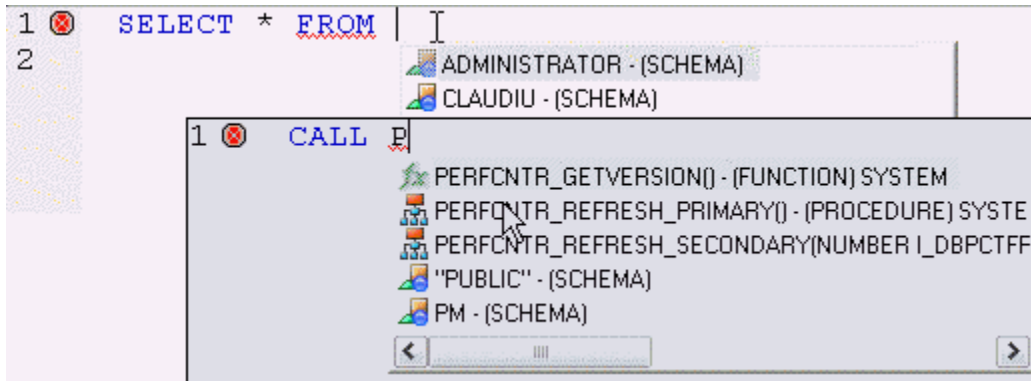 1 SELECT * FROM
2
ADMINISTRATOR - (SCHEMA)
CLAUDIU - (SCHEMA)
1 CALL P
fx PERFCNTR_GETVERSION() - (FUNCTION) SYSTEM
PERFCNTR_REFRESH_PRIMARY() - (PROCEDURE) SYSTE
PERFCNTR_REFRESH_SECONDARY(NUMBER I_DBPCTFF
"PUBLIC" - (SCHEMA)
PM - (SCHEMA)